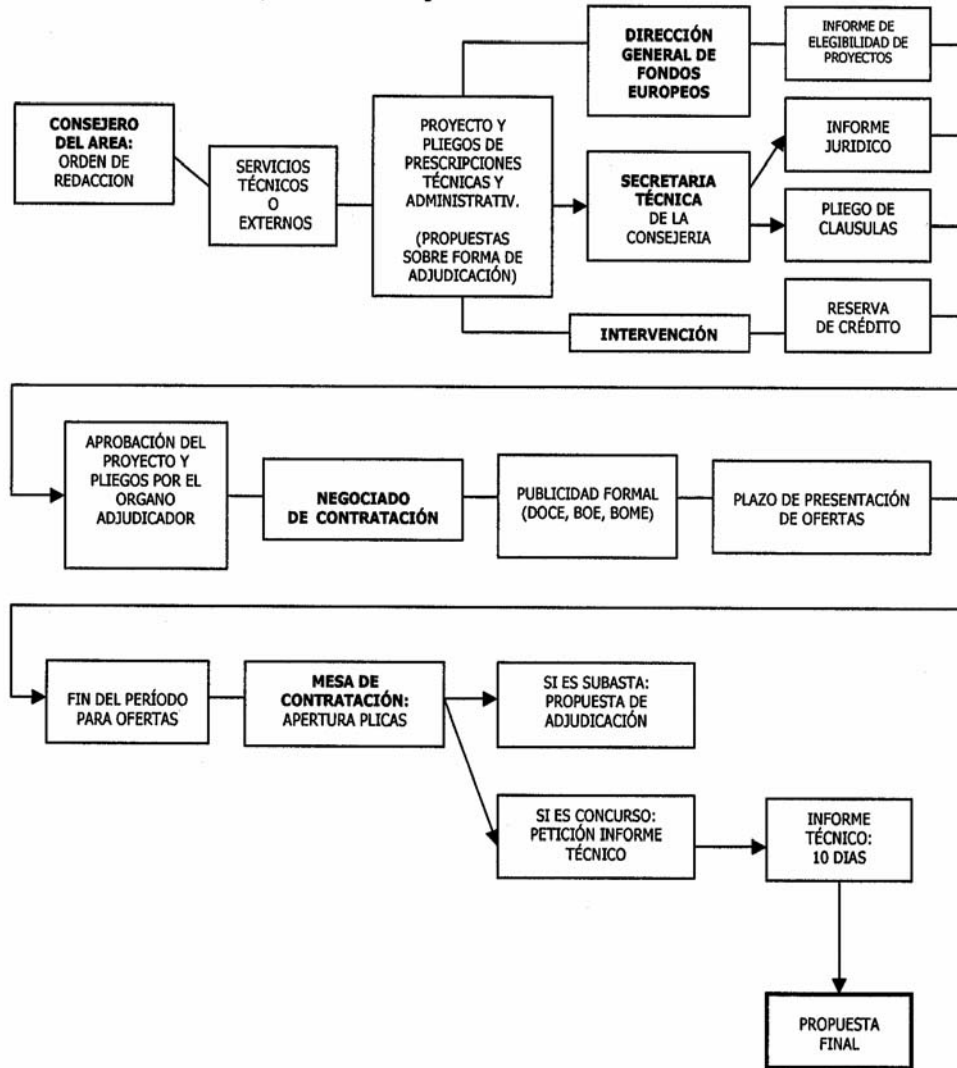 CONSEJERO
DEL AREA:
ORDEN DE
REDACCION
SERVICIOS
TÉCNICOS
O
EXTERNOS
PROYECTO Y
PLIEGOS DE
PRESCRIPCIONES
TÉCNICAS Y
ADMINISTRATIV.
(PROPUESTAS
SOBRE FORMA DE
ADJUDICACIÓN)
DIRECCIÓN
GENERAL DE
FONDOS
EUROPEOS
INFORME DE
ELEGIBILIDAD DE
PROYECTOS
SECRETARIA
TÉCNICA
DE LA
CONSEJERIA
INFORME
JURIDICO
PLIEGO DE
CLAUSULAS
INTERVENCIÓN
RESERVA
DE CRÉDITO
APROBACIÓN DEL
PROYECTO Y
PLIEGOS POR EL
ORGANO
ADJUDICADOR
NEGOCIADO
DE CONTRATACIÓN
PUBLICIDAD FORMAL
(DOCE, BOE, BOME)
PLAZO DE PRESENTACIÓN
DE OFERTAS
FIN DEL PERÍODO
PARA OFERTAS
MESA DE
CONTRATACIÓN:
APERTURA PLICAS
SI ES SUBASTA:
PROPUESTA DE
ADJUDICACIÓN
SI ES CONCURSO:
PETICIÓN INFORME
TÉCNICO
INFORME
TÉCNICO:
10 DIAS
PROPUESTA
FINAL